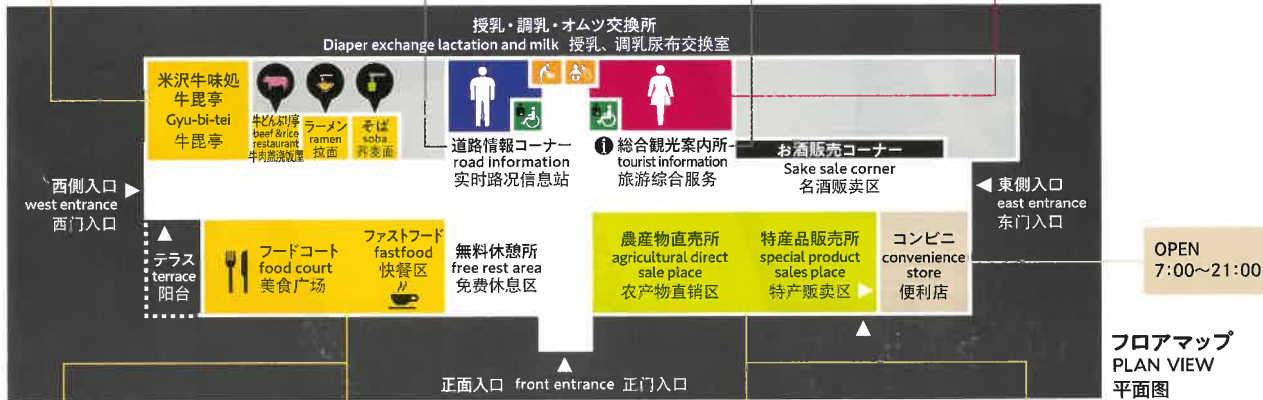 授乳・調乳・オムツ交換所
Diaper exchange lactation and milk 授乳、调乳尿布交换室
米沢牛味処
牛毘亭
Gyu-bi-tei
牛毘亭
牛どんぶり亭
beef &rice
restaurant
牛肉蓋浇饭屋
ラーメン
ramen
拉面
そば
soba
荞麦面
道路情報コーナー
road information
实时路况信息站
総合観光案内所
tourist information
旅游综合服务
お酒販売コーナー
Sake sale corner
名酒贩卖区
西側入口
west entrance
西门入口
東側入口
east entrance
东门入口
テラス
terrace
阳台
フードコート
food court
美食广场
ファストフード
fastfood
快餐区
無料休憩所
free rest area
免费休息区
農産物直売所
agricultural direct
sale place
农产物直销区
特産品販売所
special product
sales place
特产贩卖区
コンビニ
convenience
store
便利店
OPEN
7:00～21:00
正面入口 front entrance 正门入口
フロアマップ
PLAN VIEW
平面图